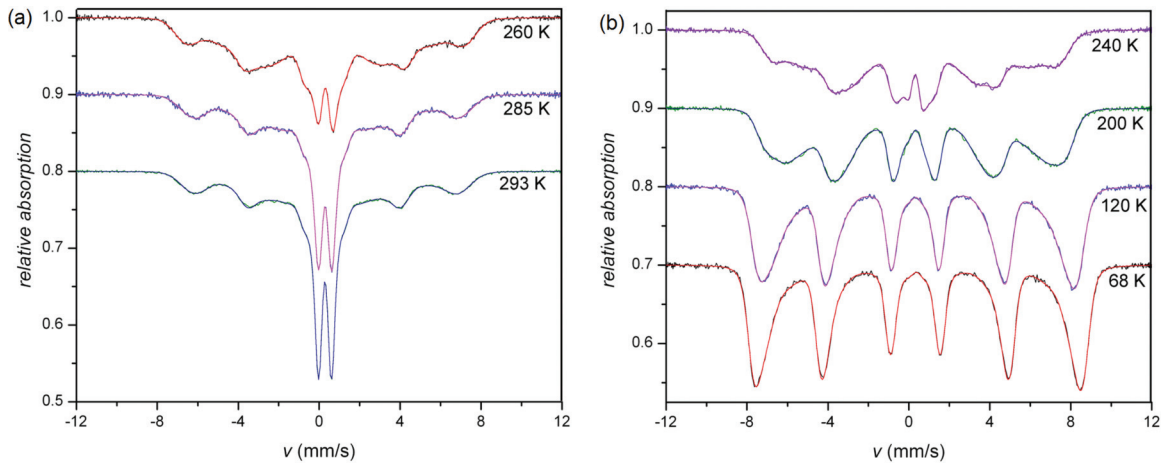 (a)
1.0
0.9
0.8
0.7
0.6
0.5
relative absorption
260 K
285 K
293 K
-12 -8 -4 0 4 8 12
v (mm/s)
(b)
1.0
0.9
0.8
0.7
0.6
relative absorption
240 K
200 K
120 K
68 K
-12 -8 -4 0 4 8 12
v (mm/s)